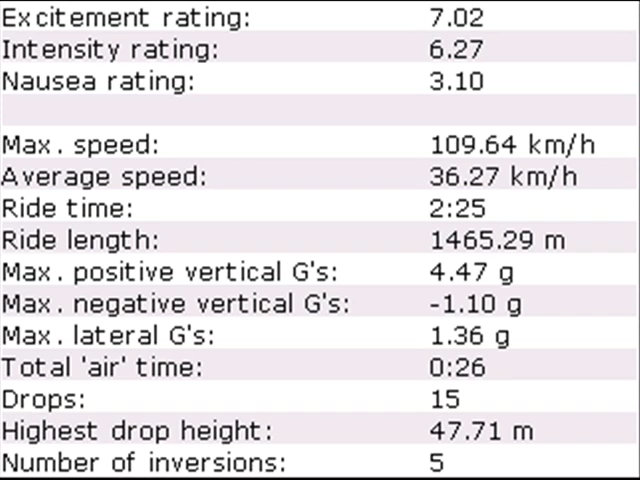 Excitement rating: 7.02
Intensity rating: 6.27
Nausea rating: 3.10
Max. speed: 109.64 km/h
Average speed: 36.27 km/h
Ride time: 2:25
Ride length: 1465.29 m
Max. positive vertical G's: 4.47 g
Max. negative vertical G's: -1.10 g
Max. lateral G's: 1.36 g
Total 'air' time: 0:26
Drops: 15
Highest drop height: 47.71 m
Number of inversions: 5